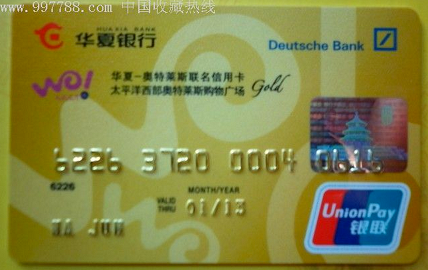 www.997788.com 中国收藏热线
HUA XIA BANK
华夏银行
Deutsche Bank
WO!
华夏-奥特莱斯联名信用卡
太平洋西部奥特莱斯购物广场 Gold
6226 3720 0004 0616
6226
MONTH/YEAR
VALID
THRU 01/13
UnionPay
银联